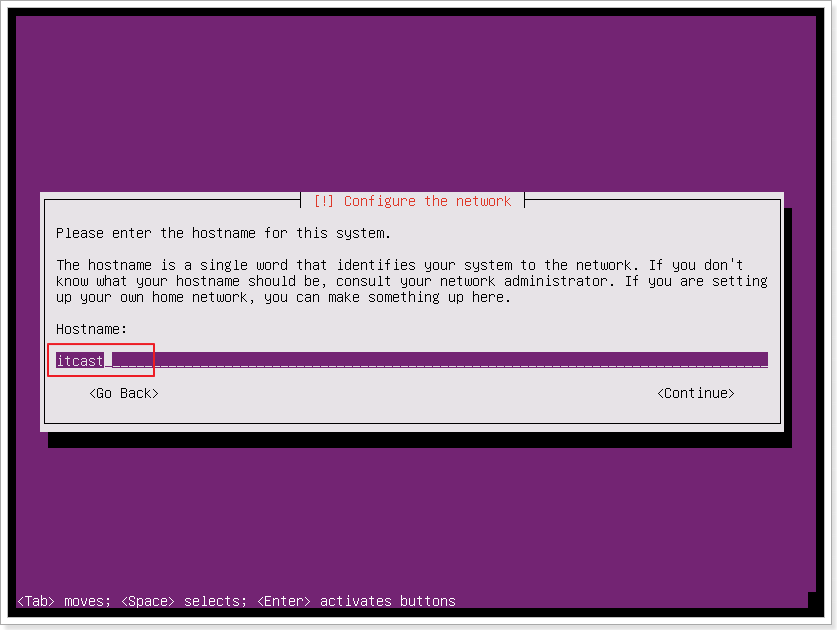 [!] Configure the network
Please enter the hostname for this system.
The hostname is a single word that identifies your system to the network. If you don't
know what your hostname should be, consult your network administrator. If you are setting
up your own home network, you can make something up here.
Hostname:
itcast
<Go Back> <Continue>
<Tab> moves; <Space> selects; <Enter> activates buttons